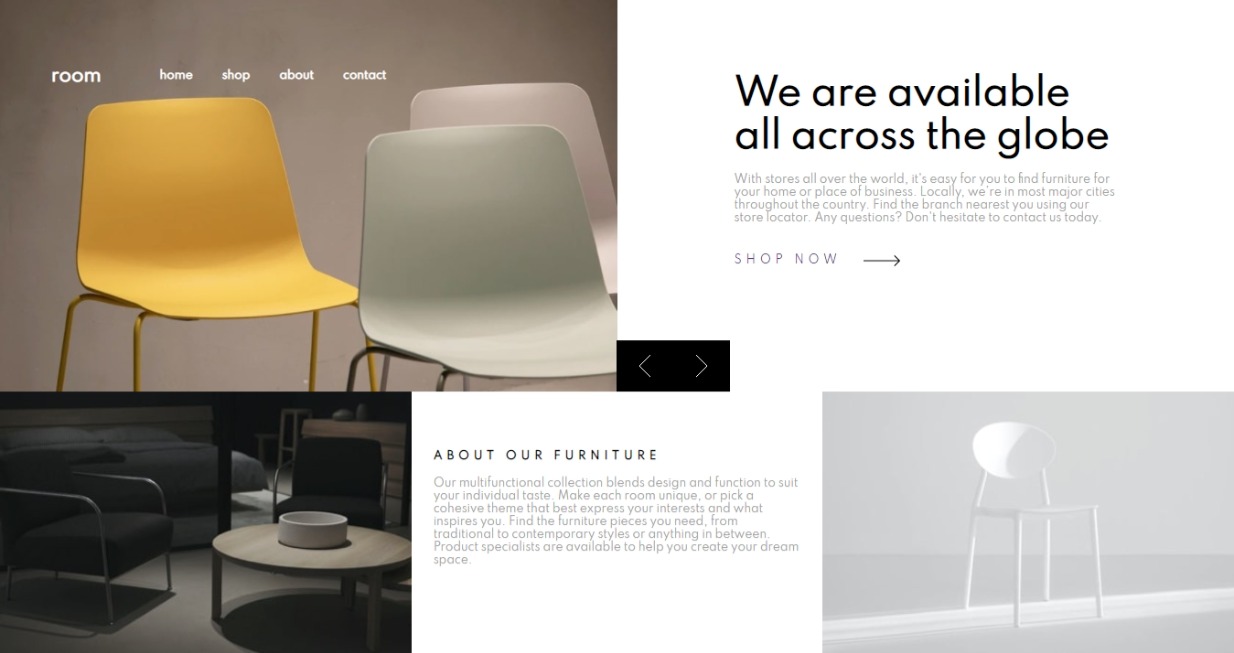 room
home shop about contact
We are available
all across the globe
With stores all over the world, it's easy for you to find furniture for
your home or place of business. Locally, we're in most major cities
throughout the country. Find the branch nearest you using our
store locator. Any questions? Don't hesitate to contact us today.
SHOP NOW
ABOUT OUR FURNITURE
Our multifunctional collection blends design and function to suit
your individual taste. Make each room unique, or pick a
cohesive theme that best express your interests and what
inspires you. Find the furniture pieces you need, from
traditional to contemporary styles or anything in between.
Product specialists are available to help you create your dream
space.